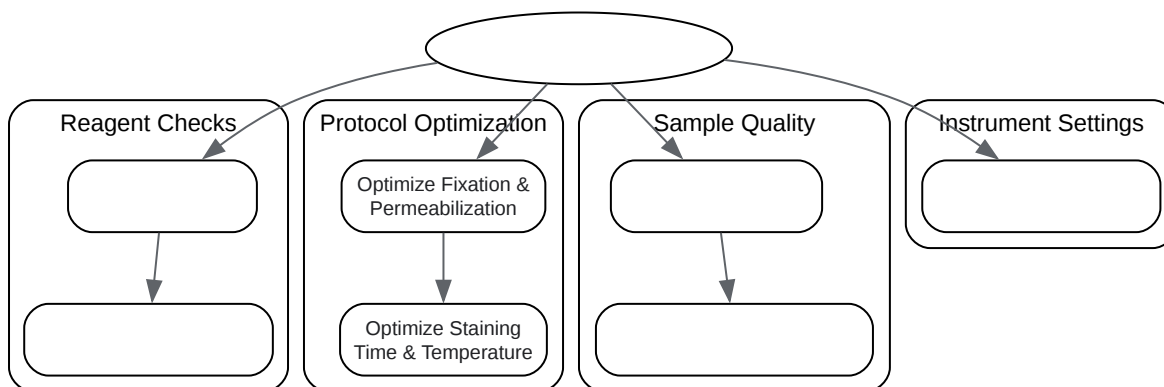 Reagent Checks
Protocol Optimization
Sample Quality
Instrument Settings
Optimize Fixation &
Permeabilization
Optimize Staining
Time & Temperature